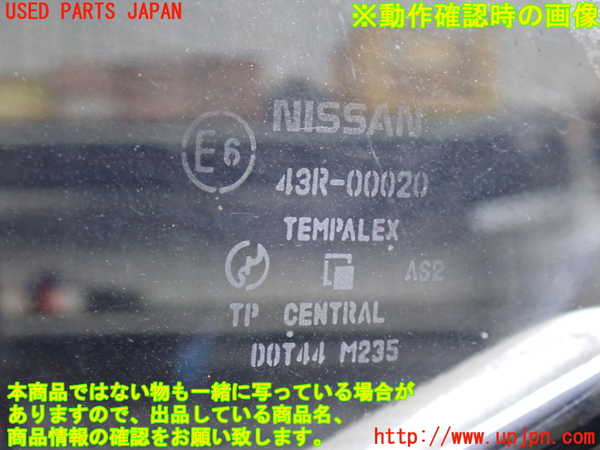 USED PARTS JAPAN
※動作確認時の画像
NISSAN
E6
43R-00020
TEMPALEX
AS2
TP CENTRAL
DOT44 M235
本商品ではない物も一緒に写っている場合が
ありますので、出品している商品名、
商品情報の確認をお願い致します。
http://www.upjpn.com/